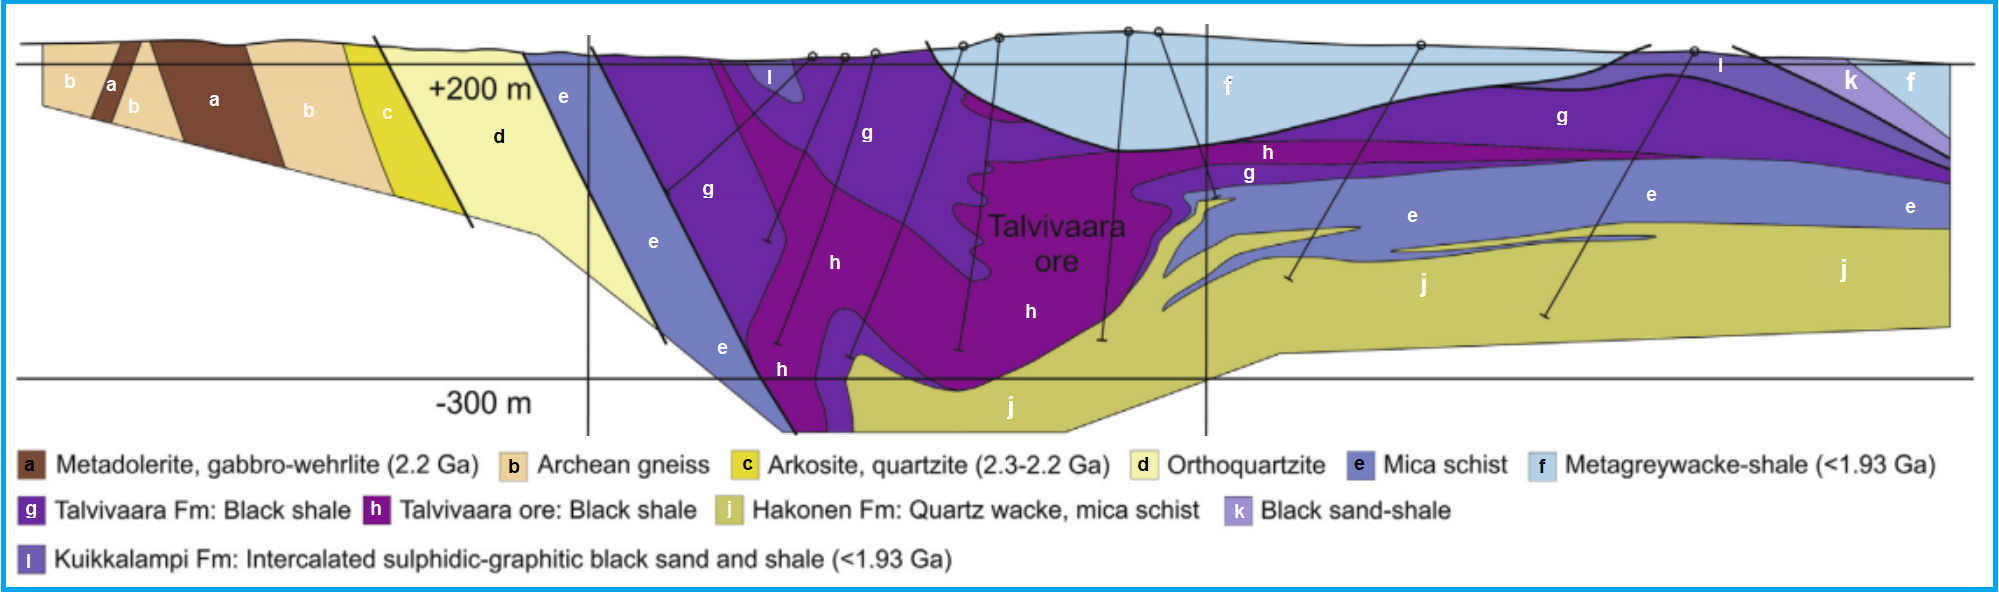 b a b a b c d e g l g f l k f
+200 m
g h g e e e
e h Talvivaara
ore
h j j
e h j
-300 m
a Metadolerite, gabbro-wehrlite (2.2 Ga) b Archean gneiss c Arkosite, quartzite (2.3-2.2 Ga) d Orthoquartzite e Mica schist f Metagreywacke-shale (<1.93 Ga)
g Talvivaara Fm: Black shale h Talvivaara ore: Black shale j Hakonen Fm: Quartz wacke, mica schist k Black sand-shale
l Kuikkalampi Fm: Intercalated sulphidic-graphitic black sand and shale (<1.93 Ga)